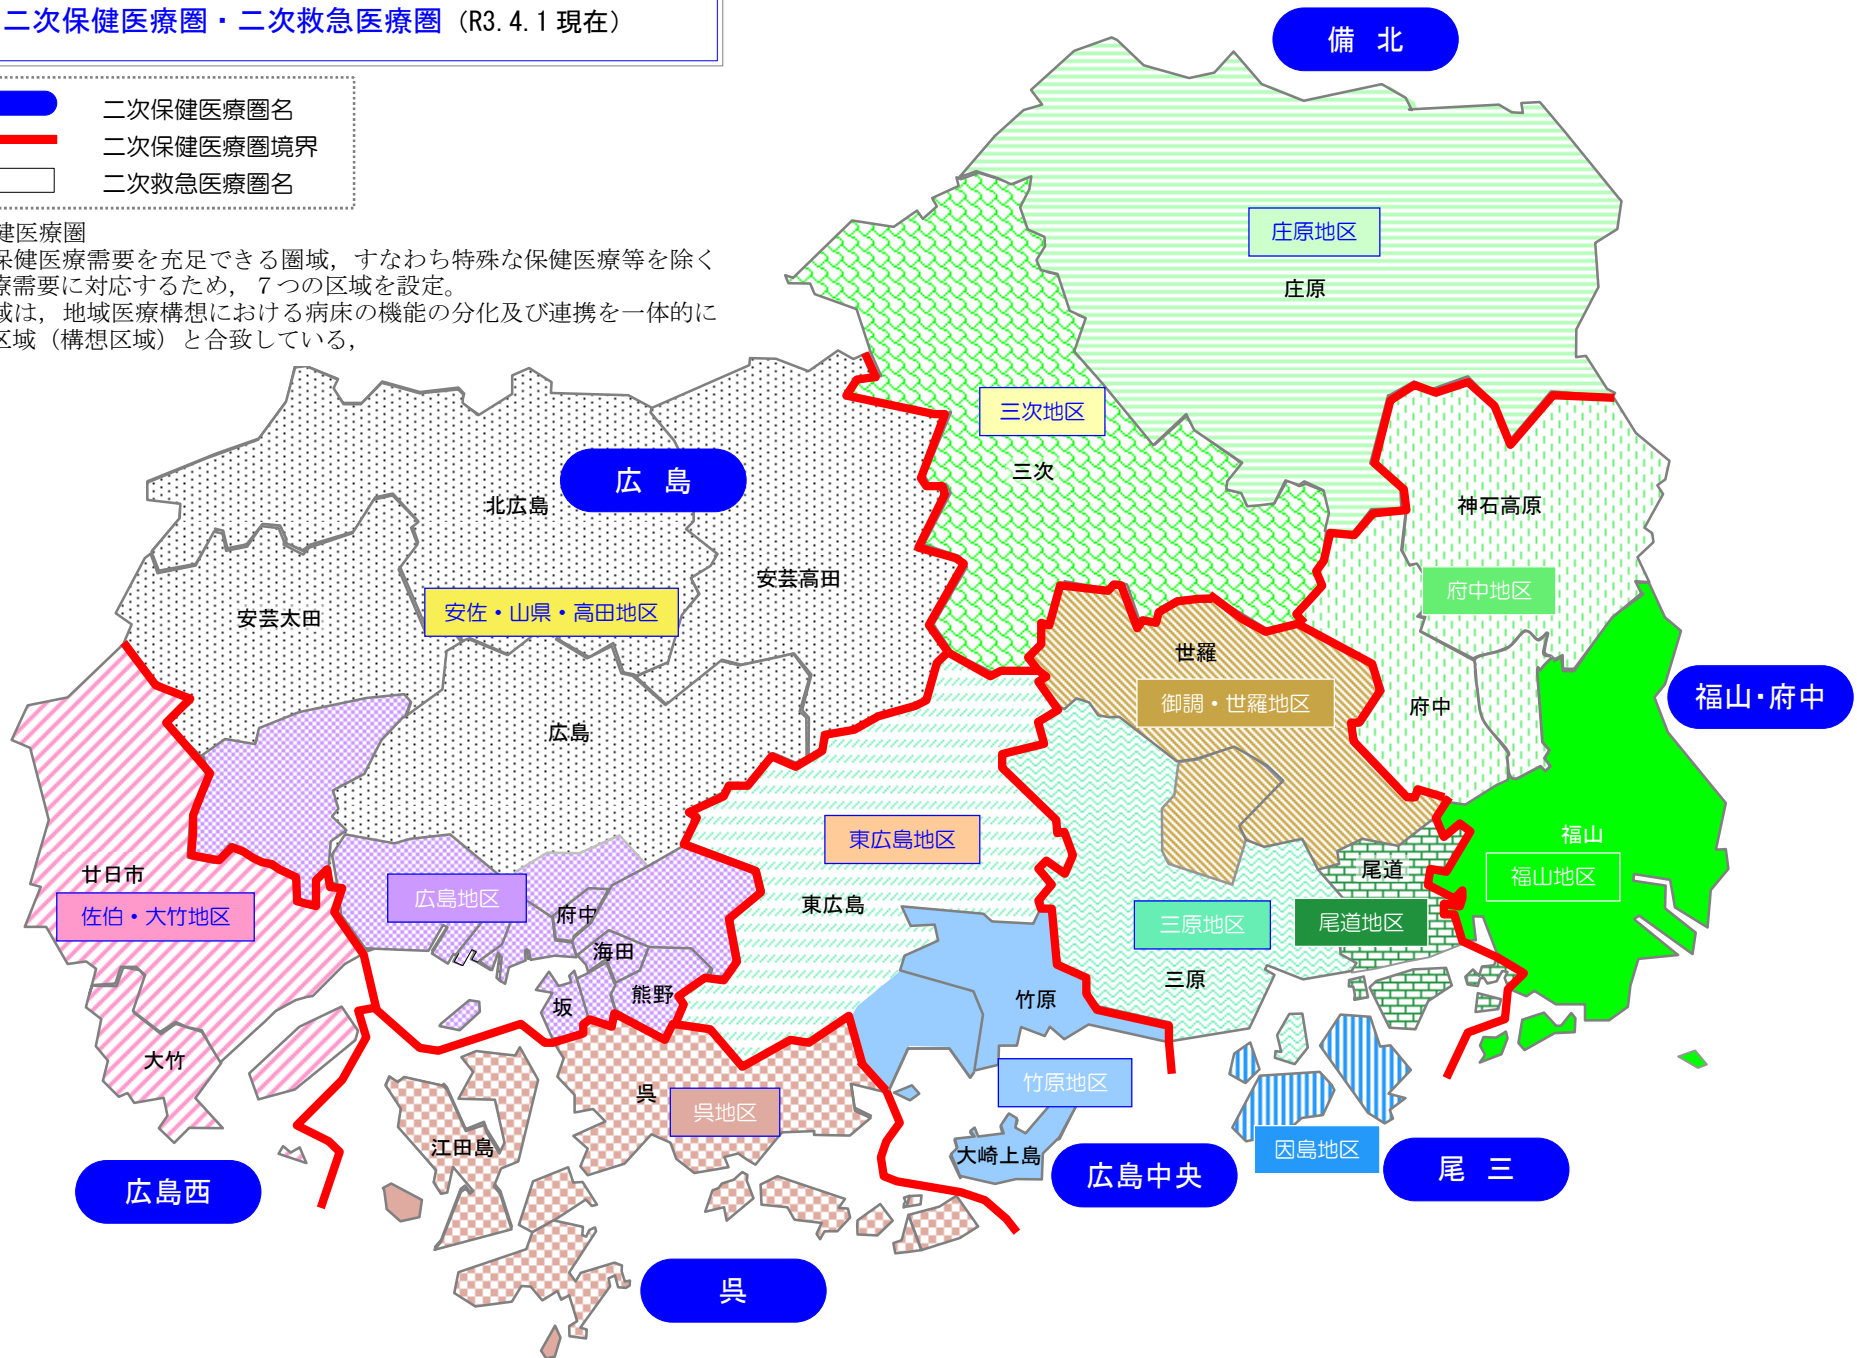 二次保健医療圏・二次救急医療圏（R3.4.1現在）
二次保健医療圏名
二次保健医療圏境界
二次救急医療圏名
健医療圏
保健医療需要を充足できる圏域，すなわち特殊な保健医療等を除く
療需要に対応するため，７つの区域を設定。
域は，地域医療構想における病床の機能の分化及び連携を一体的に
区域（構想区域）と合致している，
備 北
庄原地区
庄原
三次地区
三次
広 島
北広島
神石高原
安芸高田
府中地区
安芸太田
安佐・山県・高田地区
世羅
御調・世羅地区
福山・府中
府中
広島
東広島地区
福山
福山地区
廿日市
佐伯・大竹地区
広島地区
府中
東広島
尾道
尾道地区
三原地区
三原
海田
熊野
坂
竹原
大竹
竹原地区
呉
呉地区
江田島
大崎上島
因島地区
広島西
広島中央
尾 三
呉